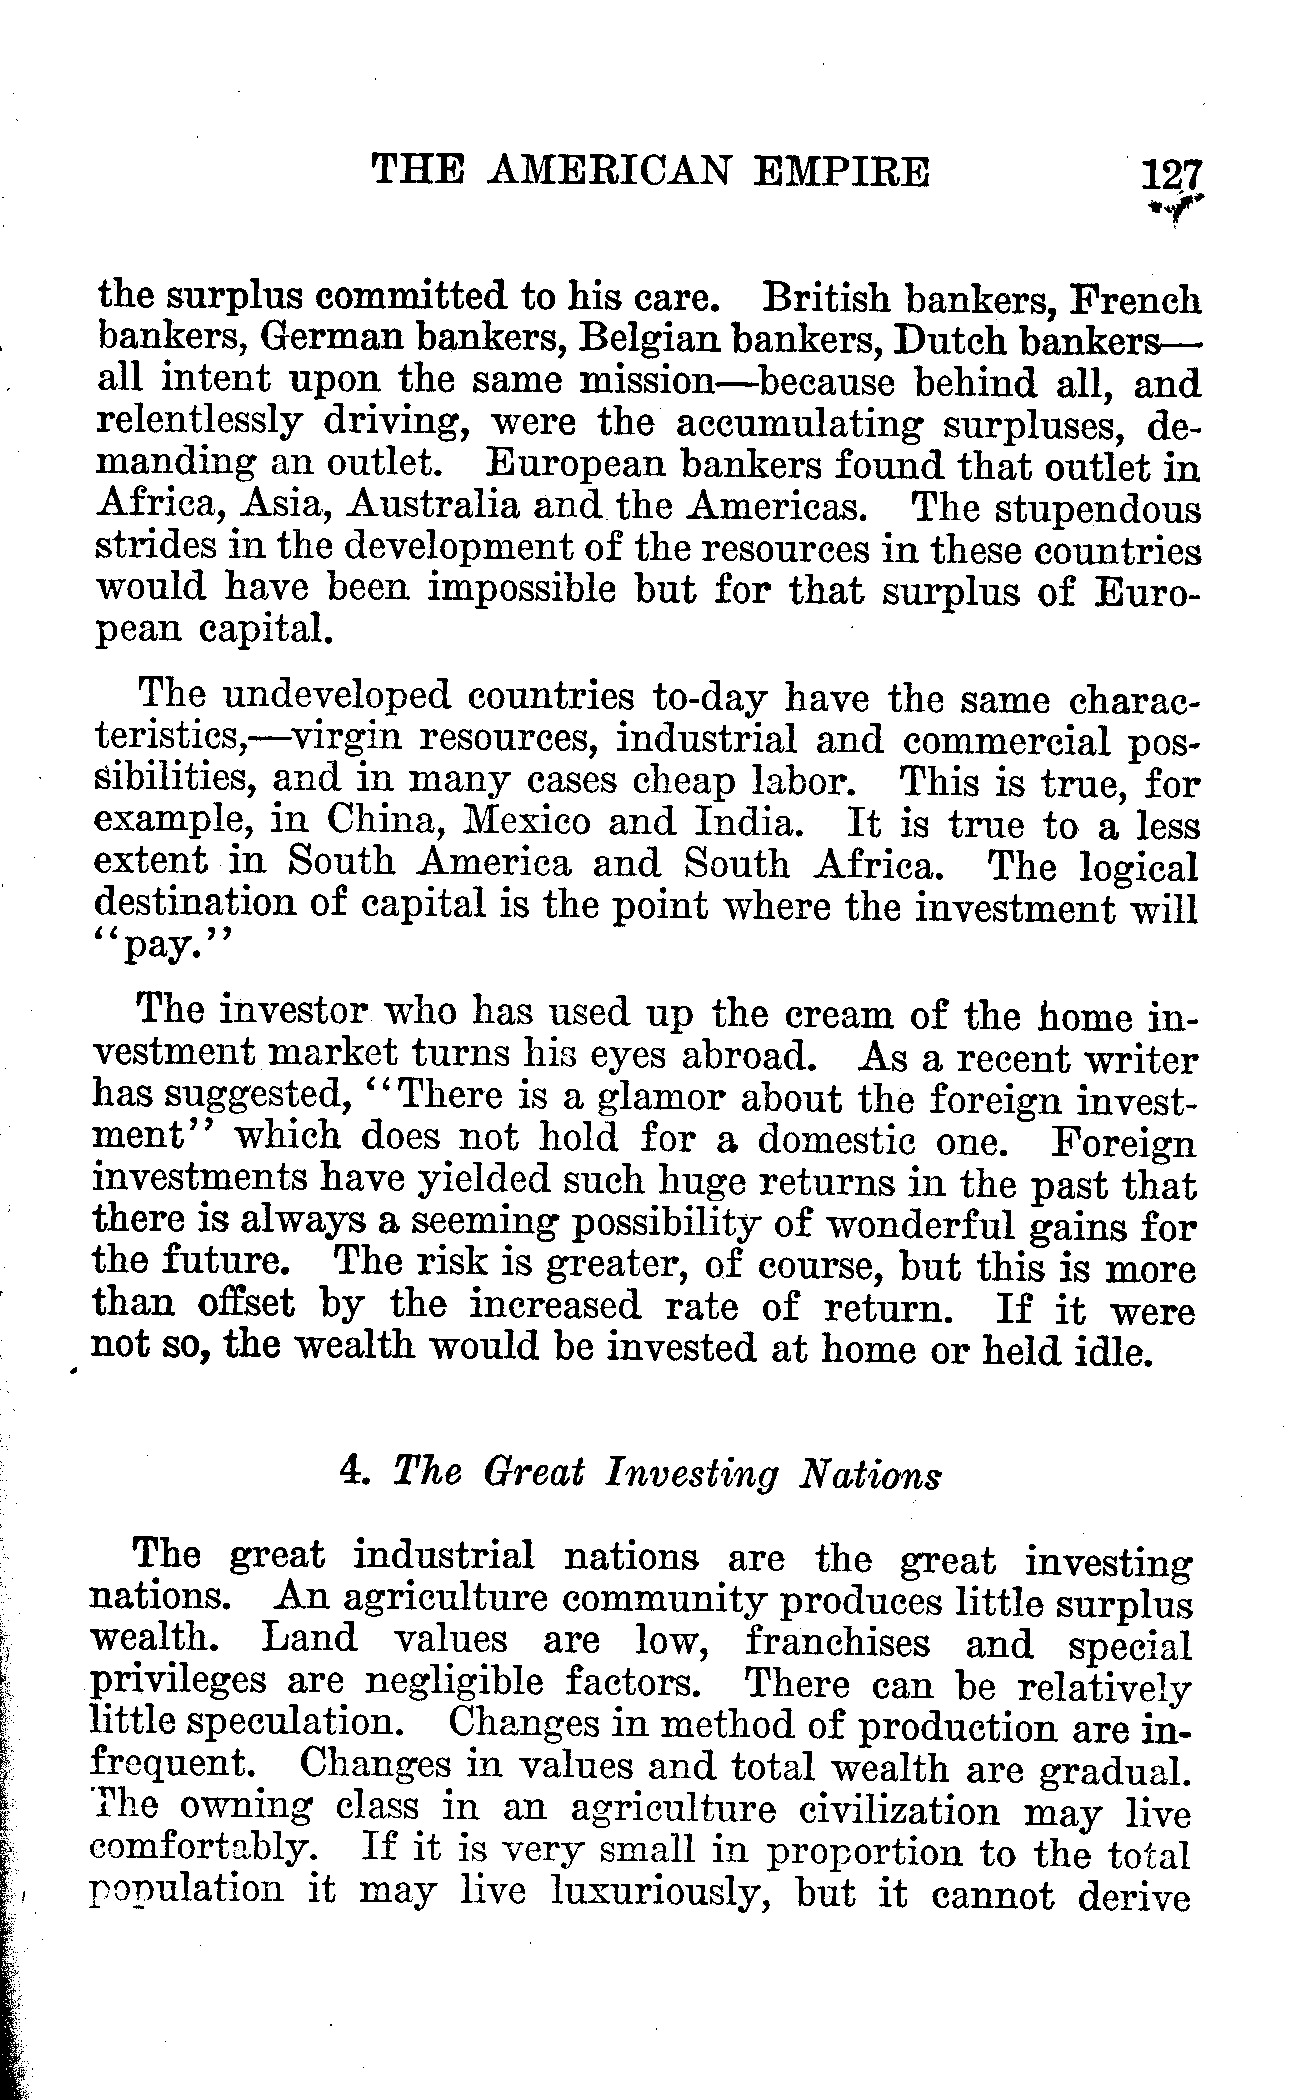 THE AMERICAN EMPIRE 127
the surplus committed to his care. British bankers, French
bankers, German bankers, Belgian bankers, Dutch bankers—
all intent upon the same mission—because behind all, and
relentlessly driving, were the accumulating surpluses, de-
manding an outlet. European bankers found that outlet in
Africa, Asia, Australia and the Americas. The stupendous
strides in the development of the resources in these countries
would have been impossible but for that surplus of Euro-
pean capital.
The undeveloped countries to-day have the same charac-
teristics,—virgin resources, industrial and commercial pos-
sibilities, and in many cases cheap labor. This is true, for
example, in China, Mexico and India. It is true to a less
extent in South America and South Africa. The logical
destination of capital is the point where the investment will
"pay."
The investor who has used up the cream of the home in-
vestment market turns his eyes abroad. As a recent writer
has suggested, "There is a glamor about the foreign invest-
ment" which does not hold for a domestic one. Foreign
investments have yielded such huge returns in the past that
there is always a seeming possibility of wonderful gains for
the future. The risk is greater, of course, but this is more
than offset by the increased rate of return. If it were
not so, the wealth would be invested at home or held idle.
4. The Great Investing Nations
The great industrial nations are the great investing
nations. An agriculture community produces little surplus
wealth. Land values are low, franchises and special
privileges are negligible factors. There can be relatively
little speculation. Changes in method of production are in-
frequent. Changes in values and total wealth are gradual.
The owning class in an agriculture civilization may live
comfortably. If it is very small in proportion to the total
population it may live luxuriously, but it cannot derive